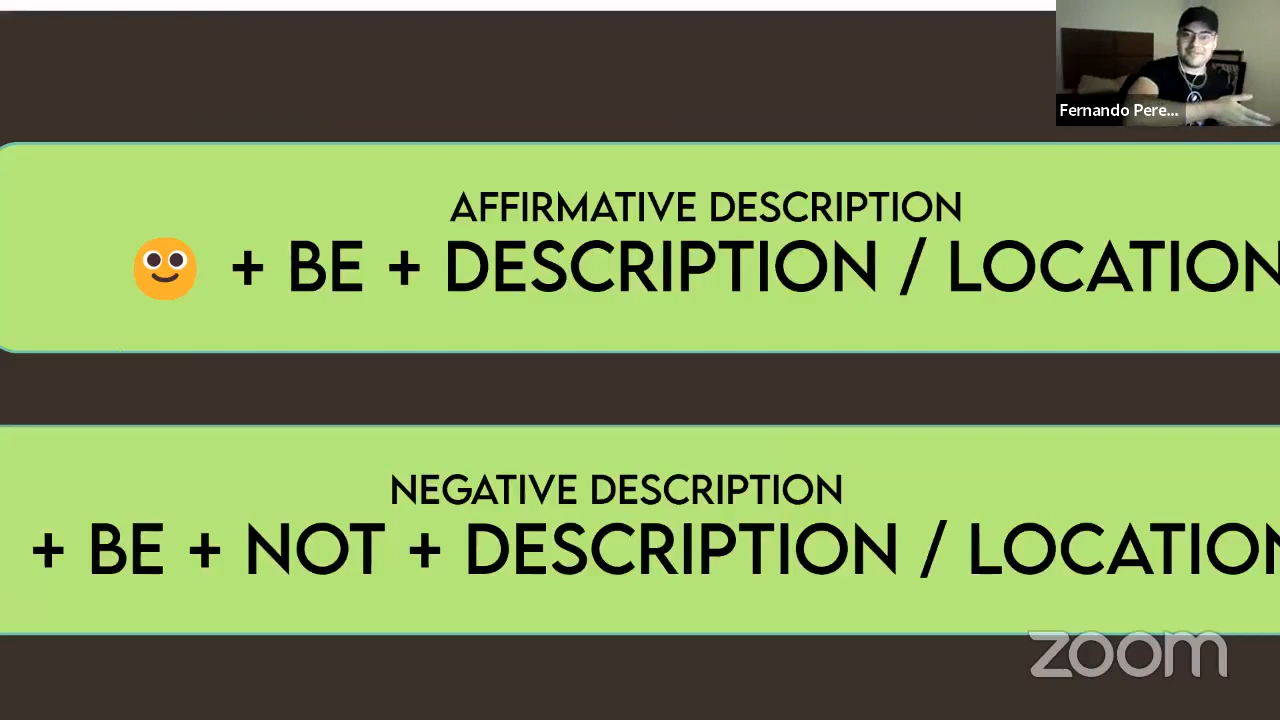 Fernando Pere...
AFFIRMATIVE DESCRIPTION
+ BE + DESCRIPTION / LOCATION
NEGATIVE DESCRIPTION
+ BE + NOT + DESCRIPTION / LOCATION
zoom